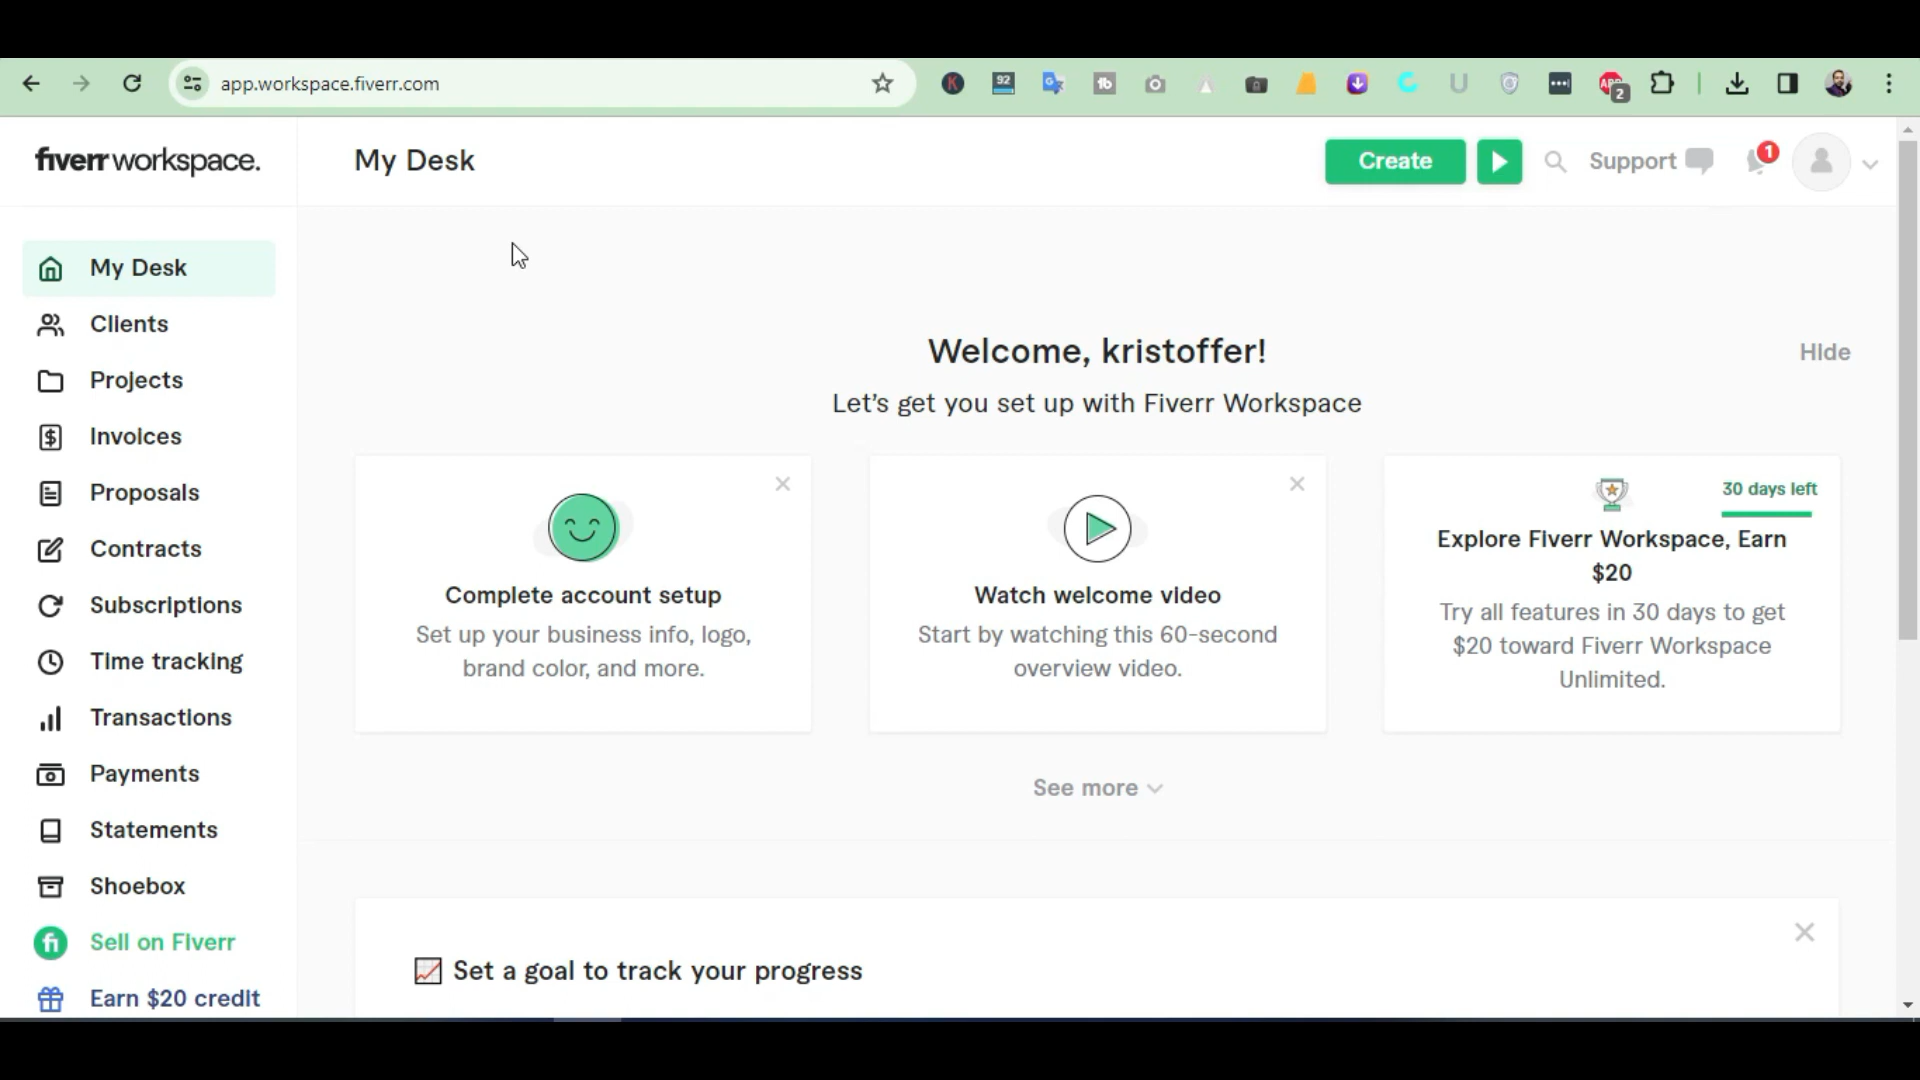 app.workspace.fiverr.com
92
2
fiverr workspace.
My Desk
Create
Support
1
My Desk
Clients
Projects
Invoices
Proposals
Contracts
Subscriptions
Time tracking
Transactions
Payments
Statements
Shoebox
fi Sell on Fiverr
Earn $20 credit
Welcome, kristoffer!
Hide
Let's get you set up with Fiverr Workspace
Complete account setup
Set up your business info, logo,
brand color, and more.
Watch welcome video
Start by watching this 60-second
overview video.
30 days left
Explore Fiverr Workspace, Earn
$20
Try all features in 30 days to get
$20 toward Fiverr Workspace
Unlimited.
See more
Set a goal to track your progress